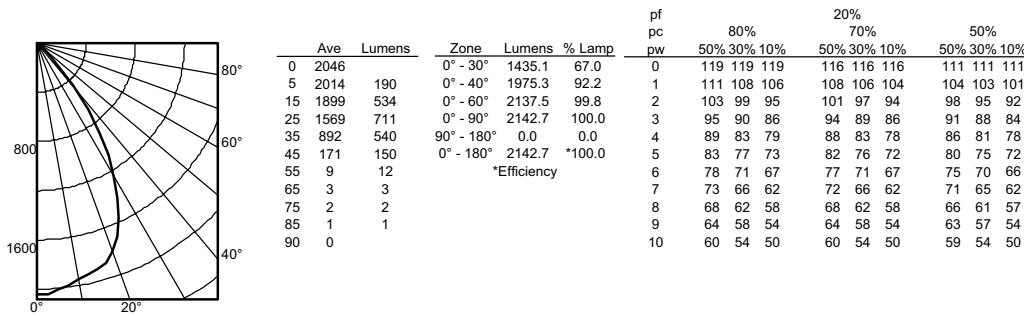 80°
60°
40°
20°
0°
800
1600
Ave Lumens
0 2046
5 2014 190
15 1899 534
25 1569 711
35 892 540
45 171 150
55 9 12
65 3 3
75 2 2
85 1 1
90 0
Zone Lumens % Lamp
0° - 30° 1435.1 67.0
0° - 40° 1975.3 92.2
0° - 60° 2137.5 99.8
0° - 90° 2142.7 100.0
90° - 180° 0.0 0.0
0° - 180° 2142.7 *100.0
*Efficiency
pf 20%
pc 80% 70% 50%
pw 50% 30% 10% 50% 30% 10% 50% 30% 10%
0 119 119 119 116 116 116 111 111 111
1 111 108 106 108 106 104 104 103 101
2 103 99 95 101 97 94 98 95 92
3 95 90 86 94 89 86 91 88 84
4 89 83 79 88 83 78 86 81 78
5 83 77 73 82 76 72 80 75 72
6 78 71 67 77 71 67 75 70 66
7 73 66 62 72 66 62 71 65 62
8 68 62 58 68 62 58 66 61 57
9 64 58 54 64 58 54 63 57 54
10 60 54 50 60 54 50 59 54 50